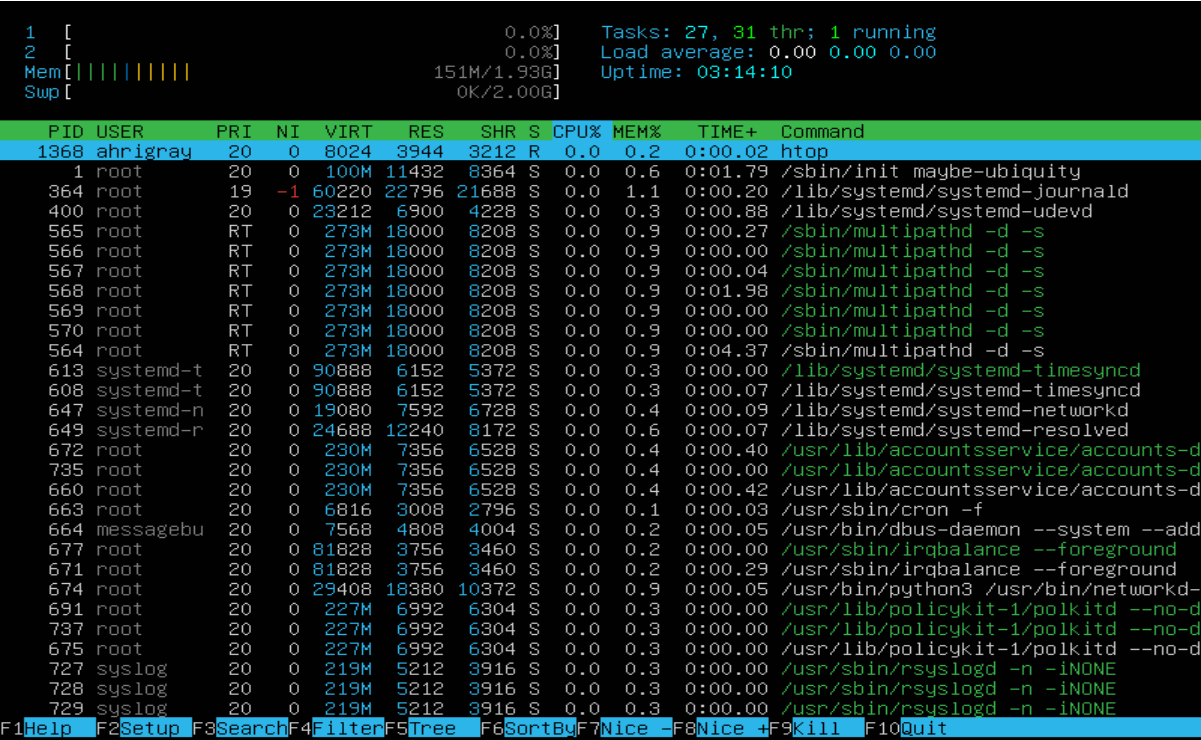 1 [ 0.0%] Tasks: 27, 31 thr; 1 running
2 [ 0.0%] Load average: 0.00 0.00 0.00
Mem[||||||||||| 151M/1.93G] Uptime: 03:14:10
Swp[ 0K/2.00G]
PID USER PRI NI VIRT RES SHR S CPU% MEM% TIME+ Command
1368 ahrigray 20 0 8024 3944 3212 R 0.0 0.2 0:00.02 htop
1 root 20 0 100M 11432 8364 S 0.0 0.6 0:01.79 /sbin/init maybe-ubiquity
364 root 19 -1 60220 22796 21688 S 0.0 1.1 0:00.20 /lib/systemd/systemd-journald
400 root 20 0 23212 6900 4228 S 0.0 0.3 0:00.88 /lib/systemd/systemd-udevd
565 root RT 0 273M 18000 8208 S 0.0 0.9 0:00.27 /sbin/multipathd -d -s
566 root RT 0 273M 18000 8208 S 0.0 0.9 0:00.00 /sbin/multipathd -d -s
567 root RT 0 273M 18000 8208 S 0.0 0.9 0:00.04 /sbin/multipathd -d -s
568 root RT 0 273M 18000 8208 S 0.0 0.9 0:01.98 /sbin/multipathd -d -s
569 root RT 0 273M 18000 8208 S 0.0 0.9 0:00.00 /sbin/multipathd -d -s
570 root RT 0 273M 18000 8208 S 0.0 0.9 0:00.00 /sbin/multipathd -d -s
564 root RT 0 273M 18000 8208 S 0.0 0.9 0:04.37 /sbin/multipathd -d -s
613 systemd-t 20 0 90888 6152 5372 S 0.0 0.3 0:00.00 /lib/systemd/systemd-timesyncd
608 systemd-t 20 0 90888 6152 5372 S 0.0 0.3 0:00.07 /lib/systemd/systemd-timesyncd
647 systemd-n 20 0 19080 7592 6728 S 0.0 0.4 0:00.09 /lib/systemd/systemd-networkd
649 systemd-r 20 0 24688 12240 8172 S 0.0 0.6 0:00.07 /lib/systemd/systemd-resolved
672 root 20 0 230M 7356 6528 S 0.0 0.4 0:00.40 /usr/lib/accountsservice/accounts-d
735 root 20 0 230M 7356 6528 S 0.0 0.4 0:00.00 /usr/lib/accountsservice/accounts-d
660 root 20 0 230M 7356 6528 S 0.0 0.4 0:00.42 /usr/lib/accountsservice/accounts-d
663 root 20 0 6816 3008 2796 S 0.0 0.1 0:00.03 /usr/sbin/cron -f
664 messagebu 20 0 7568 4808 4004 S 0.0 0.2 0:00.05 /usr/bin/dbus-daemon --system --add
677 root 20 0 81828 3756 3460 S 0.0 0.2 0:00.00 /usr/sbin/irqbalance --foreground
671 root 20 0 81828 3756 3460 S 0.0 0.2 0:00.29 /usr/sbin/irqbalance --foreground
674 root 20 0 29408 18380 10372 S 0.0 0.9 0:00.05 /usr/bin/python3 /usr/bin/networkd-
691 root 20 0 227M 6992 6304 S 0.0 0.3 0:00.00 /usr/lib/policykit-1/polkitd --no-d
737 root 20 0 227M 6992 6304 S 0.0 0.3 0:00.00 /usr/lib/policykit-1/polkitd --no-d
675 root 20 0 227M 6992 6304 S 0.0 0.3 0:00.00 /usr/lib/policykit-1/polkitd --no-d
727 syslog 20 0 219M 5212 3916 S 0.0 0.3 0:00.00 /usr/sbin/rsyslogd -n -iNONE
728 syslog 20 0 219M 5212 3916 S 0.0 0.3 0:00.00 /usr/sbin/rsyslogd -n -iNONE
729 syslog 20 0 219M 5212 3916 S 0.0 0.3 0:00.00 /usr/sbin/rsyslogd -n -iNONE
F1Help F2Setup F3SearchF4FilterF5Tree F6SortByF7Nice -F8Nice +F9Kill F10Quit